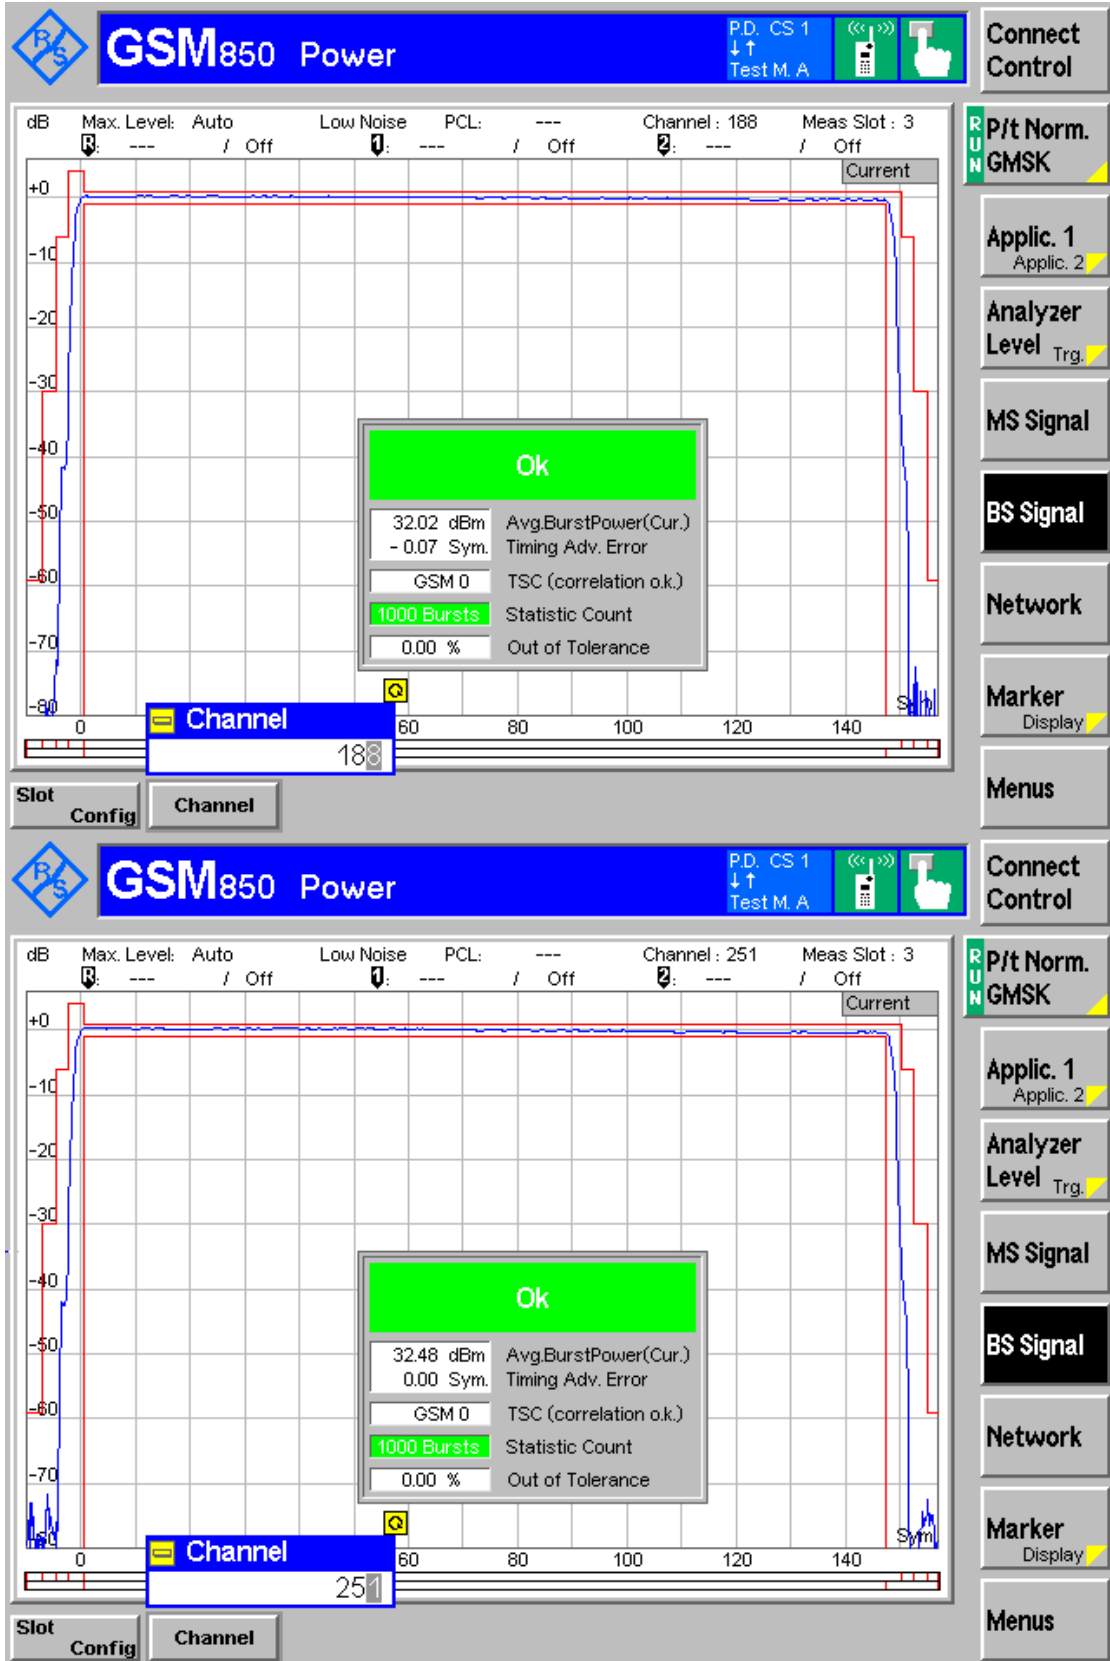 R/S GSM850 Power P.D. CS 1 Connect
Test M. A Control
dB Max. Level: Auto Low Noise PCL: --- Channel : 188 Meas Slot : 3 RUN P/t Norm.
R: --- / Off 1: --- / Off 2: --- / Off GMSK
Current
+0
Applic. 1
-10 Applic. 2
-20 Analyzer
Level Trg.
-30
MS Signal
-40
Ok
-50 BS Signal
32.02 dBm Avg.BurstPower(Cur.)
- 0.07 Sym. Timing Adv. Error
-60 GSM 0 TSC (correlation o.k.)
1000 Bursts Statistic Count Network
-70 0.00 % Out of Tolerance
Marker
-80 Sym Display
0 Channel 60 80 100 120 140
188
Slot Menus
Config Channel
R/S GSM850 Power P.D. CS 1 Connect
Test M. A Control
dB Max. Level: Auto Low Noise PCL: --- Channel : 251 Meas Slot : 3 RUN P/t Norm.
R: --- / Off 1: --- / Off 2: --- / Off GMSK
Current
+0
Applic. 1
-10 Applic. 2
-20 Analyzer
Level Trg.
-30
MS Signal
-40
Ok
-50 BS Signal
32.48 dBm Avg.BurstPower(Cur.)
0.00 Sym. Timing Adv. Error
-60 GSM 0 TSC (correlation o.k.)
1000 Bursts Statistic Count Network
-70 0.00 % Out of Tolerance
Marker
-80 Sym Display
0 Channel 60 80 100 120 140
251
Slot Menus
Config Channel